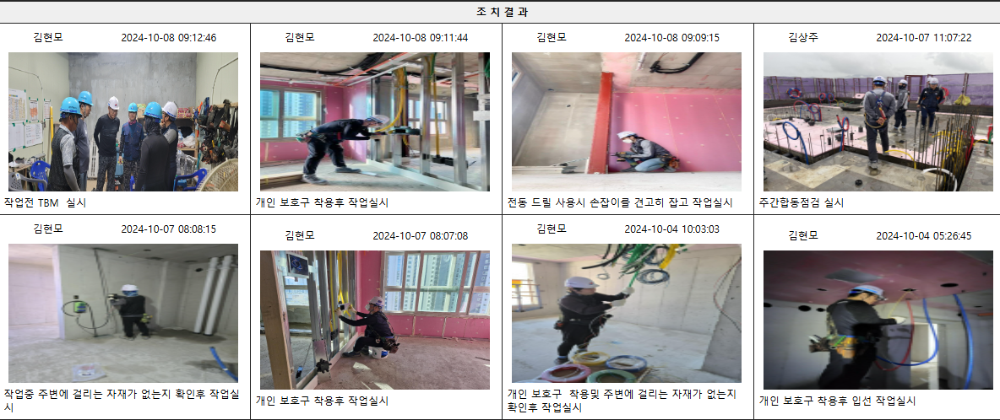 조 치 결 과
김현모 2024-10-08 09:12:46
김현모 2024-10-08 09:11:44
김현모 2024-10-08 09:09:15
김상주 2024-10-07 11:07:22
작업전 TBM 실시
개인 보호구 착용후 작업실시
전동 드릴 사용시 손잡이를 견고히 잡고 작업실시
주간합동점검 실시
김현모 2024-10-07 08:08:15
김현모 2024-10-07 08:07:08
김현모 2024-10-04 10:03:03
김현모 2024-10-04 05:26:45
작업중 주변에 걸리는 자재가 없는지 확인후 작업실
시
개인 보호구 착용후 작업실시
개인 보호구 착용및 주변에 걸리는 자재가 없는지
확인후 작업실시
개인 보호구 착용후 입선 작업실시